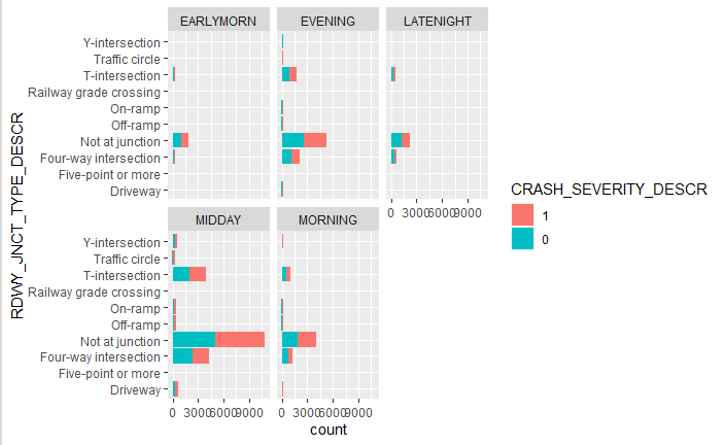 EARLYMORN EVENING LATENIGHT
Y-intersection
Traffic circle
T-intersection
Railway grade crossing
On-ramp
Off-ramp
Not at junction
Four-way intersection
Five-point or more
Driveway
0 3000 6000 9000
MIDDAY MORNING
Y-intersection
Traffic circle
T-intersection
Railway grade crossing
On-ramp
Off-ramp
Not at junction
Four-way intersection
Five-point or more
Driveway
0 3000 6000 9000 0 3000 6000 9000
count
RDWY_JNCT_TYPE_DESCR
CRASH_SEVERITY_DESCR
1
0